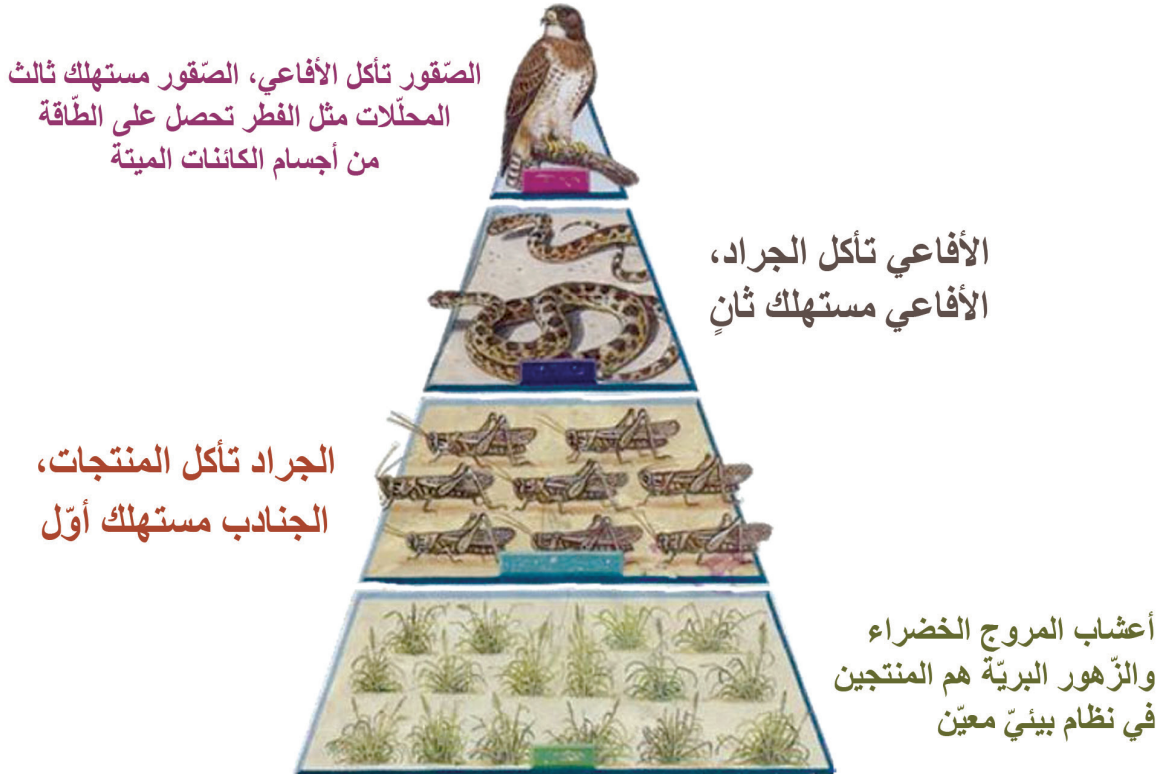 الصّقور تأكل الأفاعي، الصّقور مستهلك ثالث
المحلّلات مثل الفطر تحصل على الطّاقة
من أجسام الكائنات الميتة
الأفاعي تأكل الجراد،
الأفاعي مستهلك ثانٍ
الجراد تأكل المنتجات،
الجنادب مستهلك أوّل
أعشاب المروج الخضراء
والزّهور البريّة هم المنتجين
في نظام بيئيّ معيّن